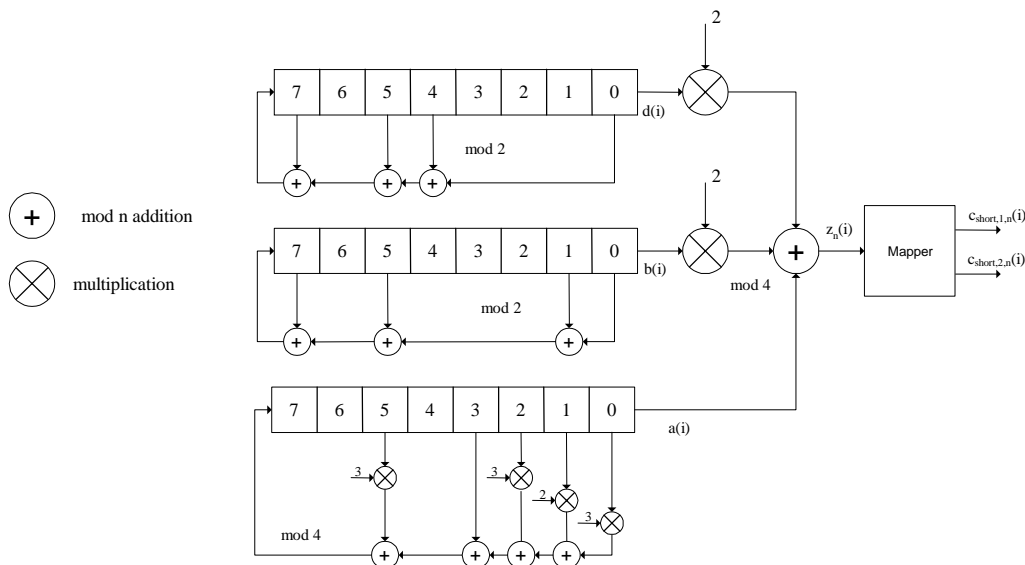 2
7 6 5 4 3 2 1 0
d(i)
mod 2
+ + +
2
+ mod n addition
z_n(i)
c_short,1,n(i)
7 6 5 4 3 2 1 0
+
Mapper
multiplication
b(i)
mod 4
c_short,2,n(i)
mod 2
+ + +
7 6 5 4 3 2 1 0
a(i)
3 3
2
3
mod 4
+ + + +